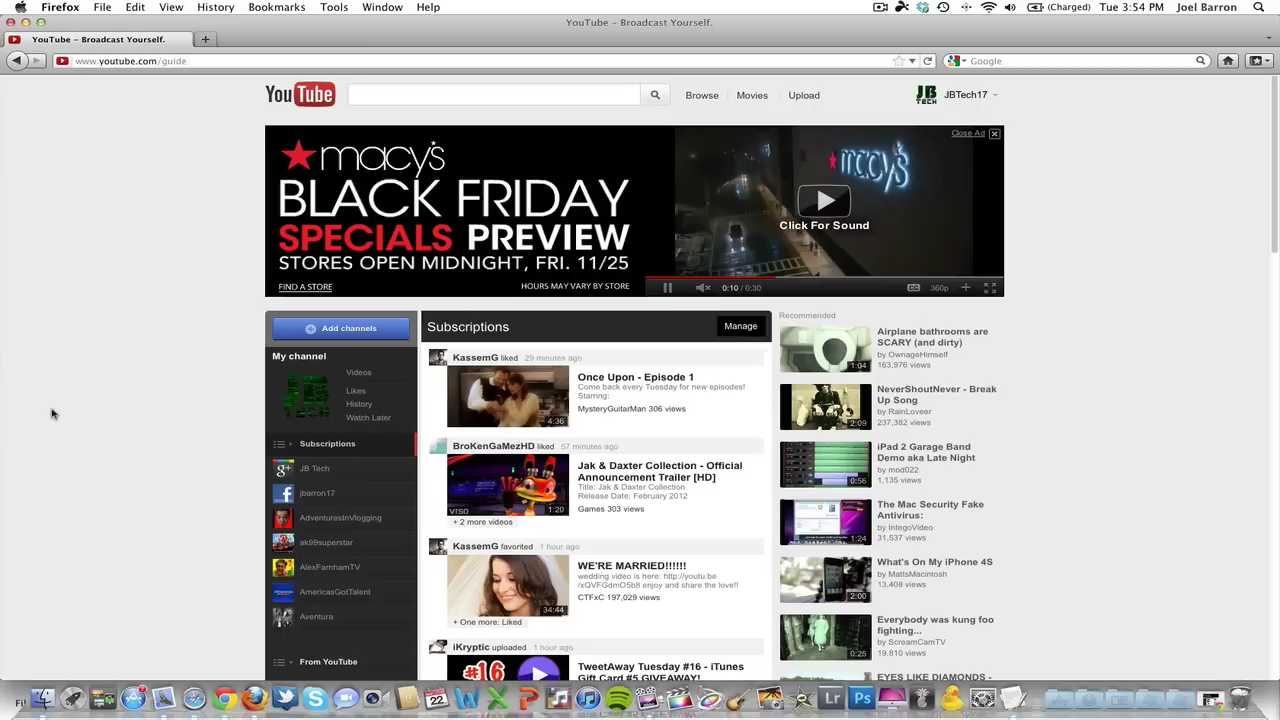 Firefox File Edit View History Bookmarks Tools Window Help
(Charged) Tue 3:54 PM Joel Barron
YouTube – Broadcast Yourself.
YouTube – Broadcast Yourself.
www.youtube.com/guide
Google
YouTube
Browse Movies Upload
JB TECH JBTech17
Close Ad
macy's
BLACK FRIDAY
SPECIALS PREVIEW
STORES OPEN MIDNIGHT, FRI. 11/25
FIND A STORE
HOURS MAY VARY BY STORE
macy's
Click For Sound
0:10 / 0:30 CC 360p
Add channels
My channel
Videos
Likes
History
Watch Later
Subscriptions
JB Tech
jbarron17
AdventuresInVlogging
ak99superstar
AlexFarnhamTV
AmericasGotTalent
Aventura
From YouTube
Subscriptions
Manage
KassemG liked 29 minutes ago
4:36
Once Upon - Episode 1
Come back every Tuesday for new episodes!
Starring:
MysteryGuitarMan 306 views
BroKenGaMezHD liked 57 minutes ago
1:20
Jak & Daxter Collection - Official
Announcement Trailer [HD]
Title: Jak & Daxter Collection
Release Date: February 2012
Games 303 views
+ 2 more videos
KassemG favorited 1 hour ago
34:44
WE'RE MARRIED!!!!!!
wedding video is here: http://youtu.be
/xQVFGdmO5b8 enjoy and share the love!!
CTFxC 197,029 views
+ One more: Liked
iKryptic uploaded 1 hour ago
#16
TweetAway Tuesday #16 - iTunes
Gift Card #5 GIVEAWAY!
Recommended
1:04
Airplane bathrooms are
SCARY (and dirty)
by OwnageHimself
163,976 views
2:09
NeverShoutNever - Break
Up Song
by RainLoveer
237,382 views
0:56
iPad 2 Garage Band
Demo aka Late Night
by mod022
1,135 views
1:24
The Mac Security Fake
Antivirus:
by IntegoVideo
31,537 views
2:00
What's On My iPhone 4S
by MattsMacintosh
13,408 views
0:25
Everybody was kung foo
fighting...
by ScreamCamTV
19,810 views
EYES LIKE DIAMONDS -
22
Lr
Ps